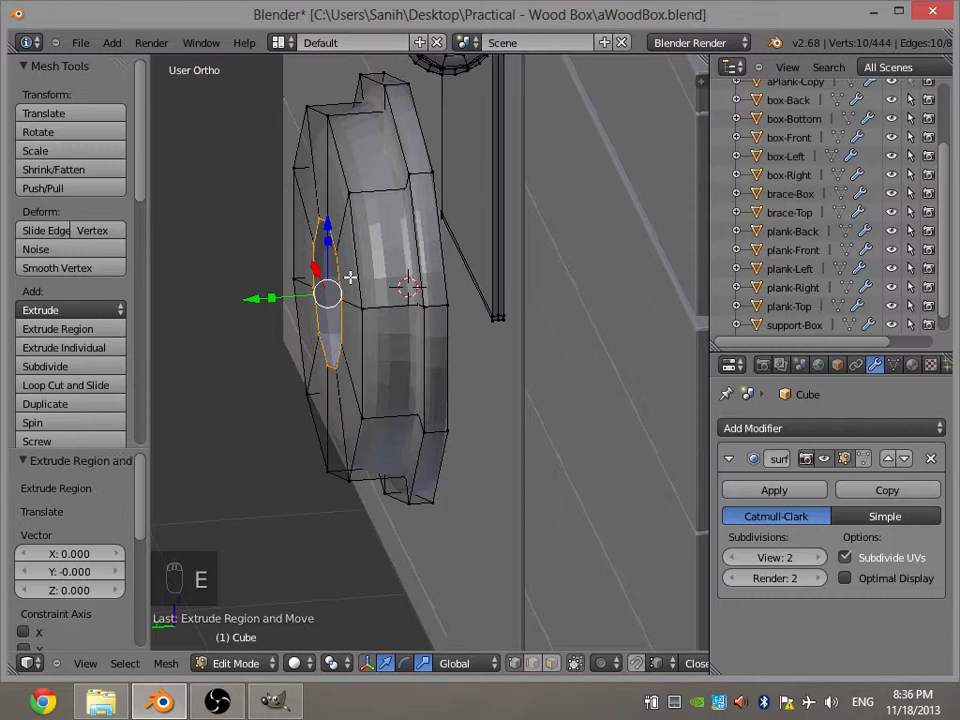 Blender* [C:\Users\Sanih\Desktop\Practical - Wood Box\aWoodBox.blend]
File Add Render Window Help
Default
Scene
Blender Render
v2.68 | Verts:10/444 | Edges:10/8
Mesh Tools
Transform:
Translate
Rotate
Scale
Shrink/Fatten
Push/Pull
Deform:
Slide Edge Vertex
Noise
Smooth Vertex
Add:
Extrude
Extrude Region
Extrude Individual
Subdivide
Loop Cut and Slide
Duplicate
Spin
Screw
Extrude Region and
Extrude Region
Translate
Vector
X: 0.000
Y: -0.000
Z: 0.000
Constraint Axis
X
User Ortho
E
Last: Extrude Region and Move
(1) Cube
View Select Mesh
Edit Mode
Global
Close
View Search All Scenes
aPlank-Copy
box-Back
box-Bottom
box-Front
box-Left
box-Right
brace-Box
brace-Top
plank-Back
plank-Front
plank-Left
plank-Right
plank-Top
support-Box
Cube
Add Modifier
surf
Apply Copy
Catmull-Clark Simple
Subdivisions: Options:
View: 2 Subdivide UVs
Render: 2 Optimal Display
ENG
8:36 PM
11/18/2013